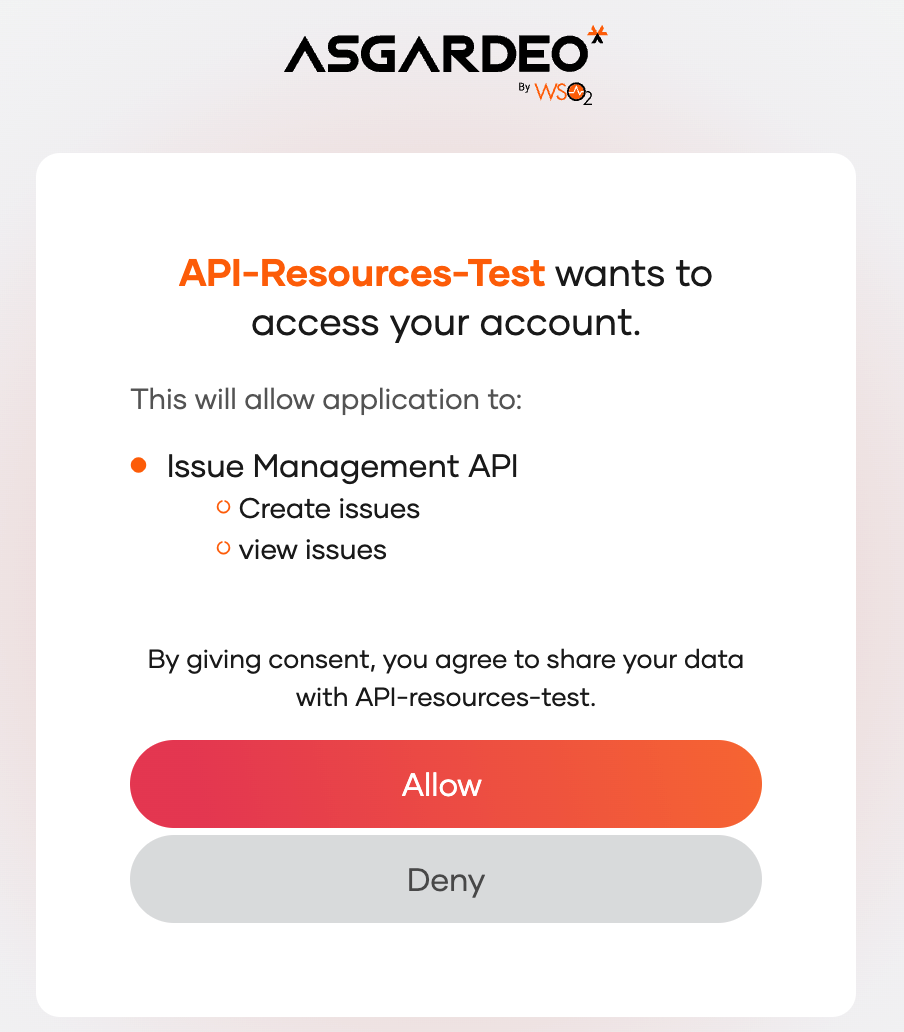 ASGARDEO
By WSO2
API-Resources-Test wants to
access your account.
This will allow application to:
Issue Management API
Create issues
view issues
By giving consent, you agree to share your data
with API-resources-test.
Allow
Deny